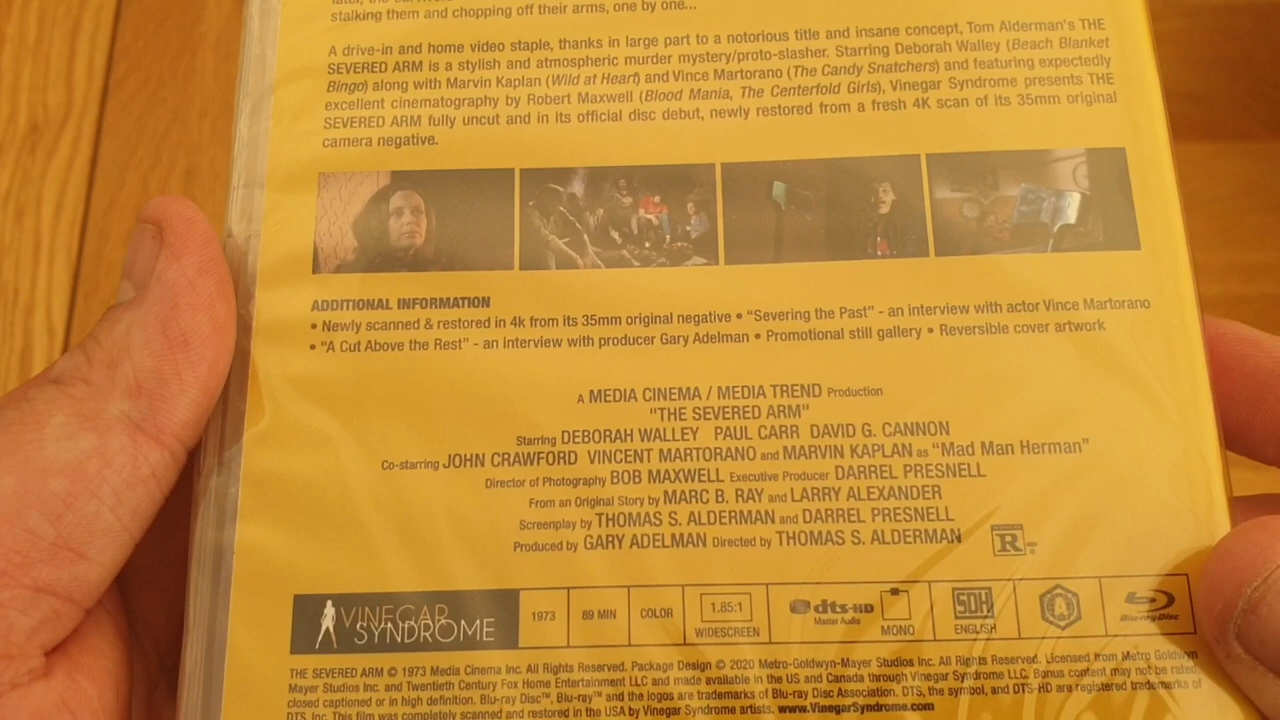 stalking them and chopping off their arms, one by one...
A drive-in and home video staple, thanks in large part to a notorious title and insane concept, Tom Alderman's THE
SEVERED ARM is a stylish and atmospheric murder mystery/proto-slasher. Starring Deborah Walley (Beach Blanket
Bingo) along with Marvin Kaplan (Wild at Heart) and Vince Martorano (The Candy Snatchers) and featuring expectedly
excellent cinematography by Robert Maxwell (Blood Mania, The Centerfold Girls), Vinegar Syndrome presents THE
SEVERED ARM fully uncut and in its official disc debut, newly restored from a fresh 4K scan of its 35mm original
camera negative.
ADDITIONAL INFORMATION
• Newly scanned & restored in 4k from its 35mm original negative • “Severing the Past” - an interview with actor Vince Martorano
• “A Cut Above the Rest” - an interview with producer Gary Adelman • Promotional still gallery • Reversible cover artwork
A MEDIA CINEMA / MEDIA TREND Production
"THE SEVERED ARM"
Starring DEBORAH WALLEY PAUL CARR DAVID G. CANNON
Co-starring JOHN CRAWFORD VINCENT MARTORANO and MARVIN KAPLAN as “Mad Man Herman”
Director of Photography BOB MAXWELL Executive Producer DARREL PRESNELL
From an Original Story by MARC B. RAY and LARRY ALEXANDER
Screenplay by THOMAS S. ALDERMAN and DARREL PRESNELL
Produced by GARY ADELMAN Directed by THOMAS S. ALDERMAN
R
VINEGAR SYNDROME 1973 89 MIN COLOR 1.85:1 WIDESCREEN dts-HD Master Audio MONO SDH ENGLISH A Blu-ray Disc
THE SEVERED ARM © 1973 Media Cinema Inc. All Rights Reserved. Package Design © 2020 Metro-Goldwyn-Mayer Studios Inc. All Rights Reserved. Licensed from Metro Goldwyn
Mayer Studios Inc. and Twentieth Century Fox Home Entertainment LLC and made available in the US and Canada through Vinegar Syndrome LLC. Bonus content may not be rated,
closed captioned or in high definition. Blu-ray Disc™, Blu-ray™ and the logos are trademarks of Blu-ray Disc Association. DTS, the symbol, and DTS-HD are registered trademarks of
DTS, Inc. This film was completely scanned and restored in the USA by Vinegar Syndrome artists. www.VinegarSyndrome.com